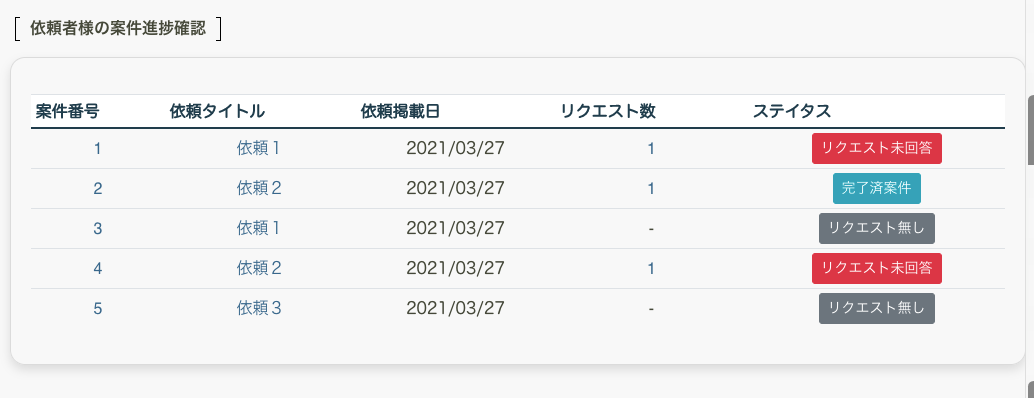 依頼者様の案件進捗確認
案件番号 依頼タイトル 依頼掲載日 リクエスト数 ステイタス
1 依頼１ 2021/03/27 1 リクエスト未回答
2 依頼２ 2021/03/27 1 完了済案件
3 依頼１ 2021/03/27 - リクエスト無し
4 依頼２ 2021/03/27 1 リクエスト未回答
5 依頼３ 2021/03/27 - リクエスト無し